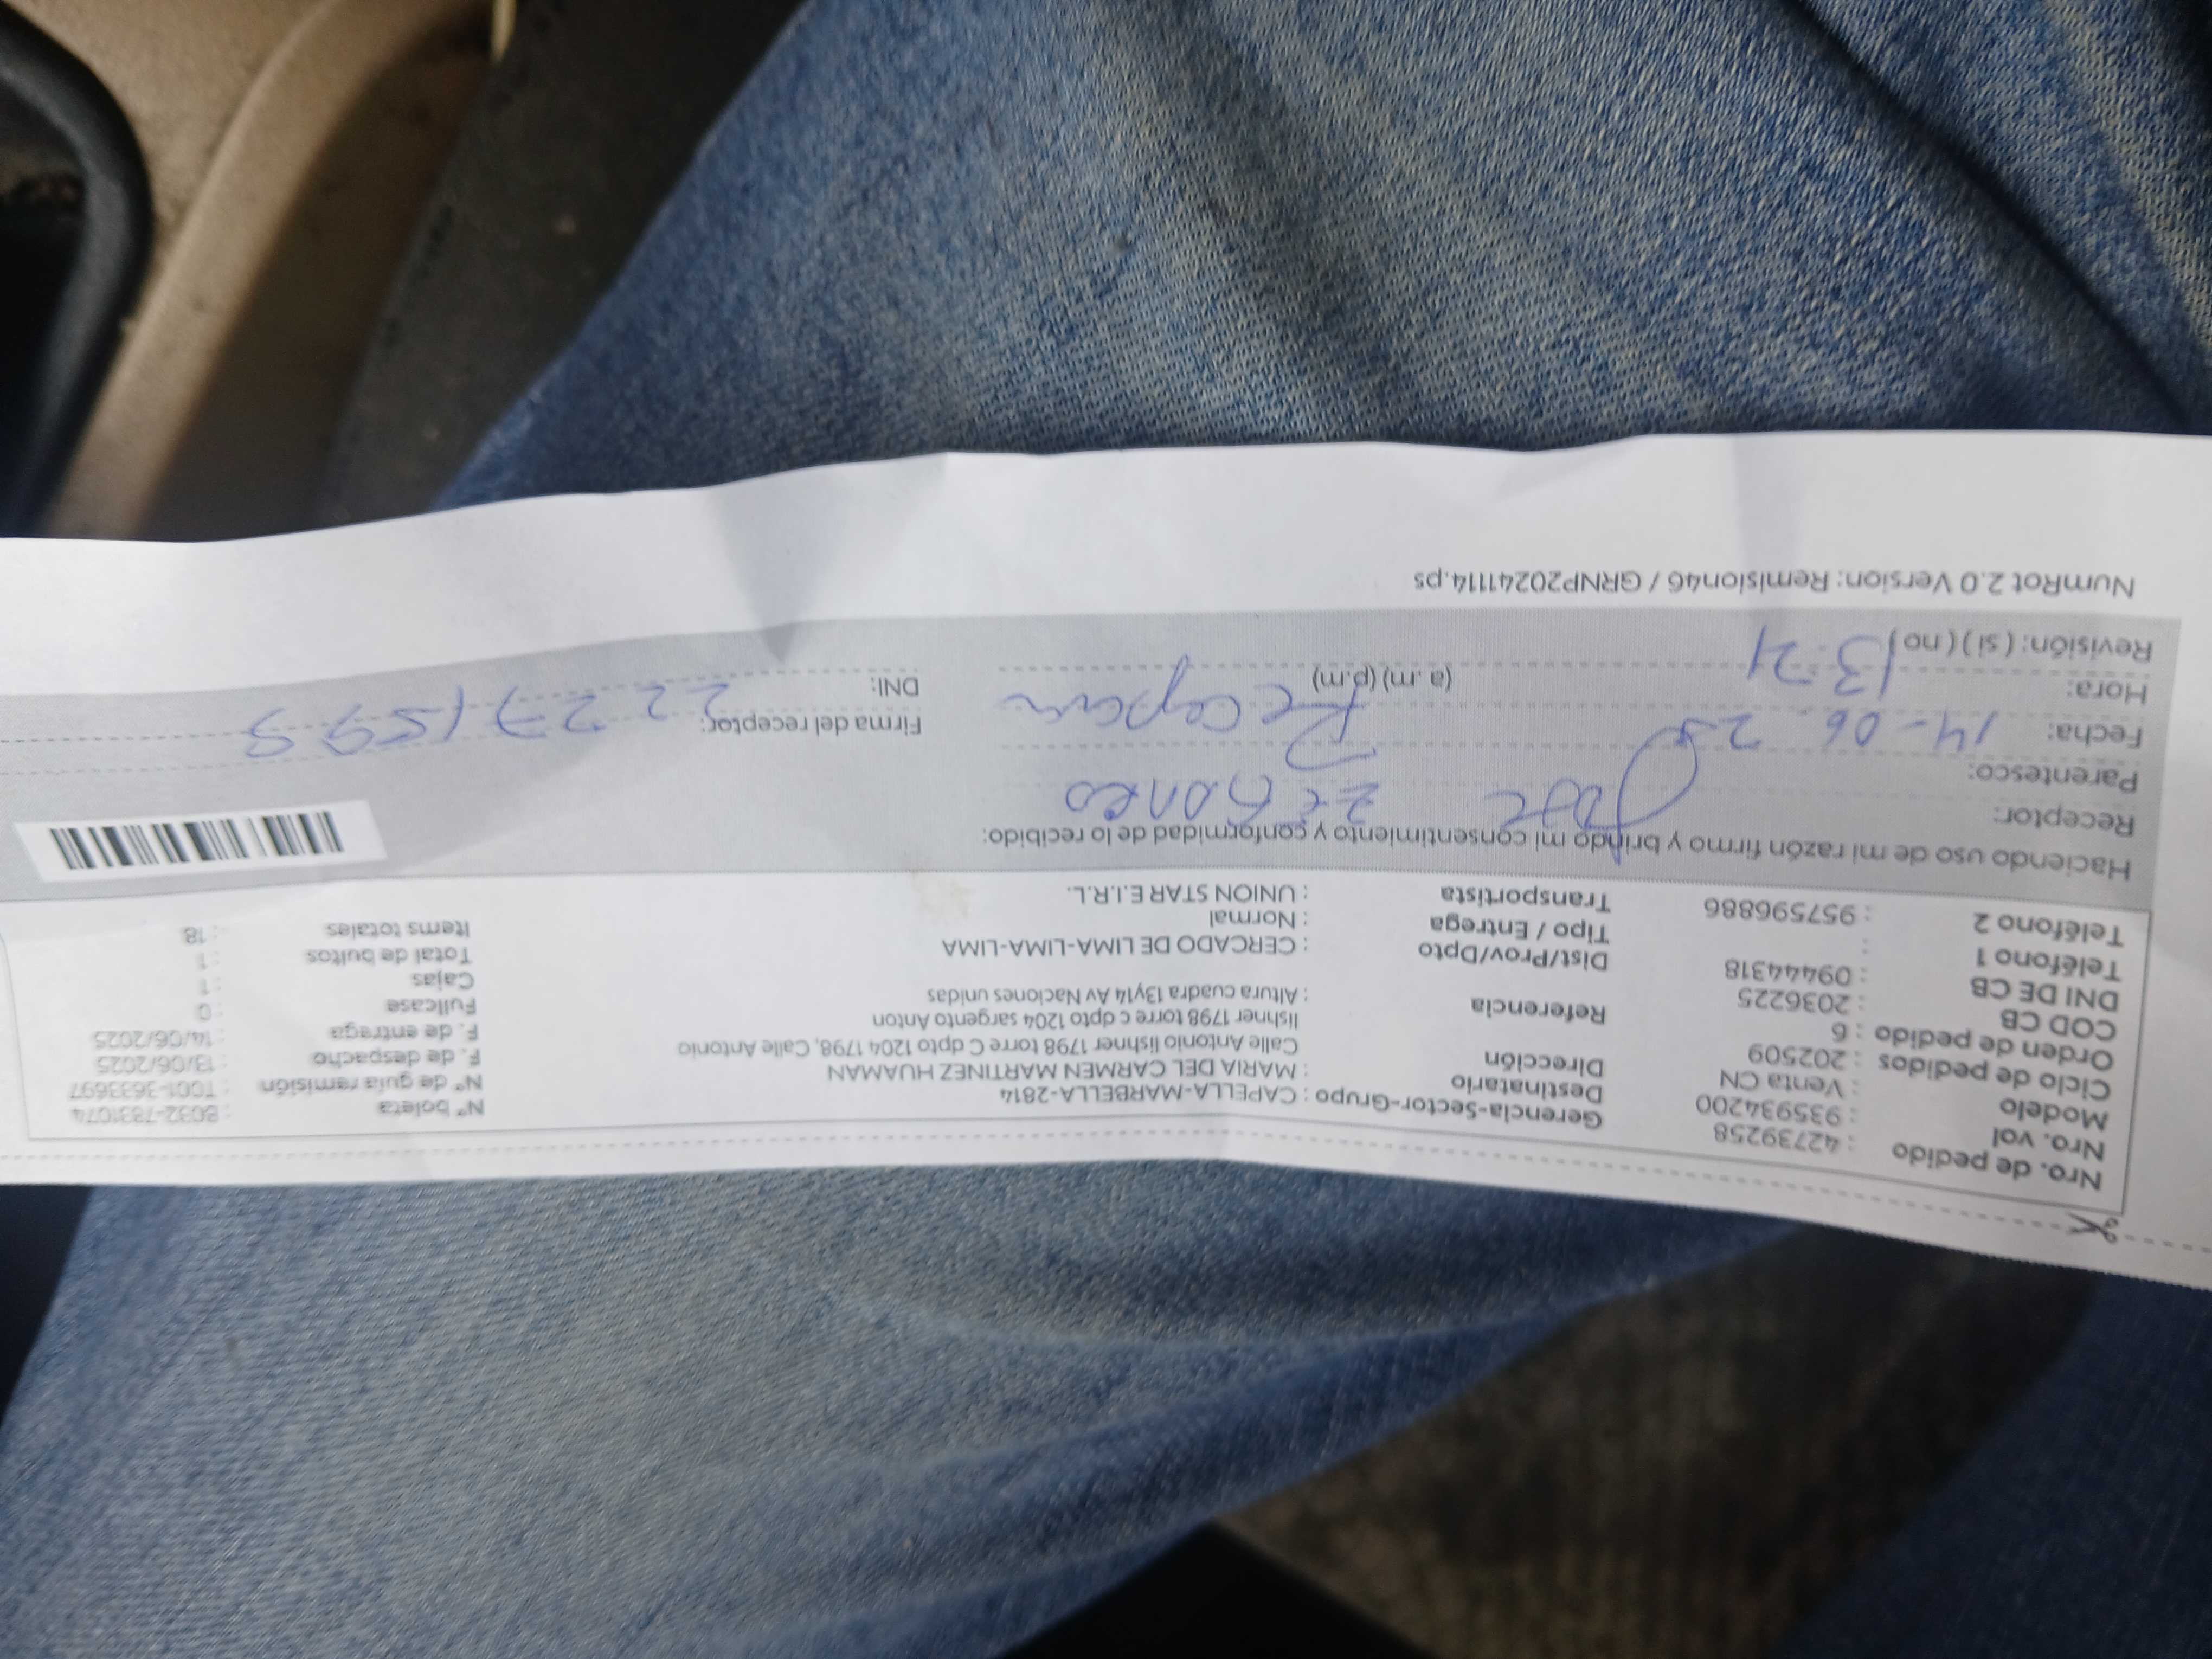 Nro. de pedido : 42739258
Nro. vol : 935934200
Modelo : Venta CN
Ciclo de pedidos : 202509
Orden de pedido : 6
COD CB : 2036225
DNI DE CB : 09444318
Teléfono 1 :
Teléfono 2 : 957596886
Gerencia-Sector-Grupo : CAPELLA-MARBELLA-2814
Destinatario : MARIA DEL CARMEN MARTINEZ HUAMAN
Dirección Calle Antonio lishner 1798 torre C dpto 1204 1798, Calle Antonio
lishner 1798 torre c dpto 1204 sargento Anton
Referencia : Altura cuadra 13y14 Av Naciones unidas
Dist/Prov/Dpto : CERCADO DE LIMA-LIMA-LIMA
Tipo / Entrega : Normal
Transportista : UNION STAR E.I.R.L.
N° boleta : B032-7831074
N° de guia remisión : T001-3633697
F. de despacho : 13/06/2025
F. de entrega : 14/06/2025
Fullcase : 0
Cajas : 1
Total de bultos : 1
Items totales : 18
Haciendo uso de mi razón firmo y brindo mi consentimiento y conformidad de lo recibido:
Receptor: Jose
Parentesco:
Fecha: 14-06 25
Hora: 13:21 (a. m) (p.m)
Revisión: ( si ) ( no )
Firma del receptor:
DNI:
NumRot 2.0 Version: Remision46 / GRNP20241114.ps